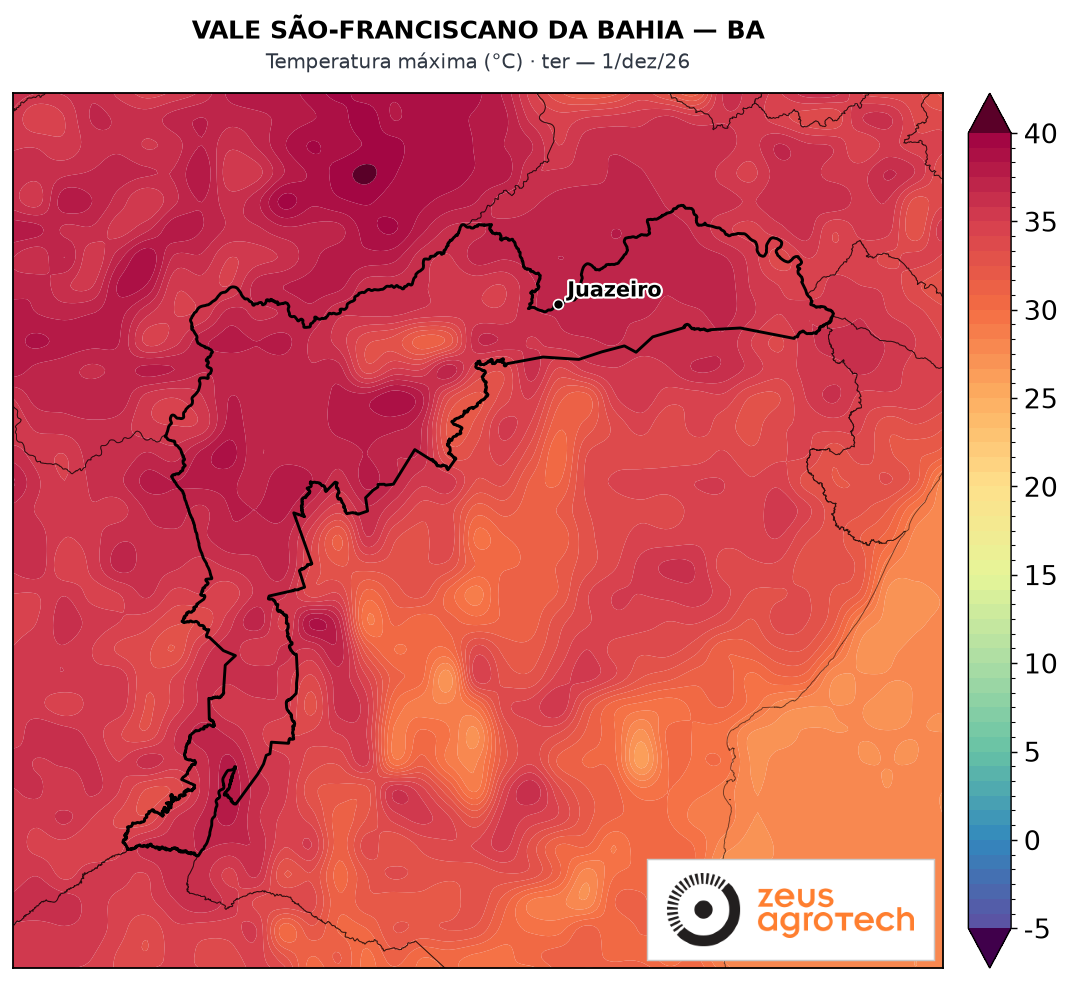 VALE SÃO-FRANCISCANO DA BAHIA — BA
Temperatura máxima (°C) · ter — 1/dez/26
Juazeiro
40
35
30
25
20
15
10
5
0
-5
zeus
agrotech